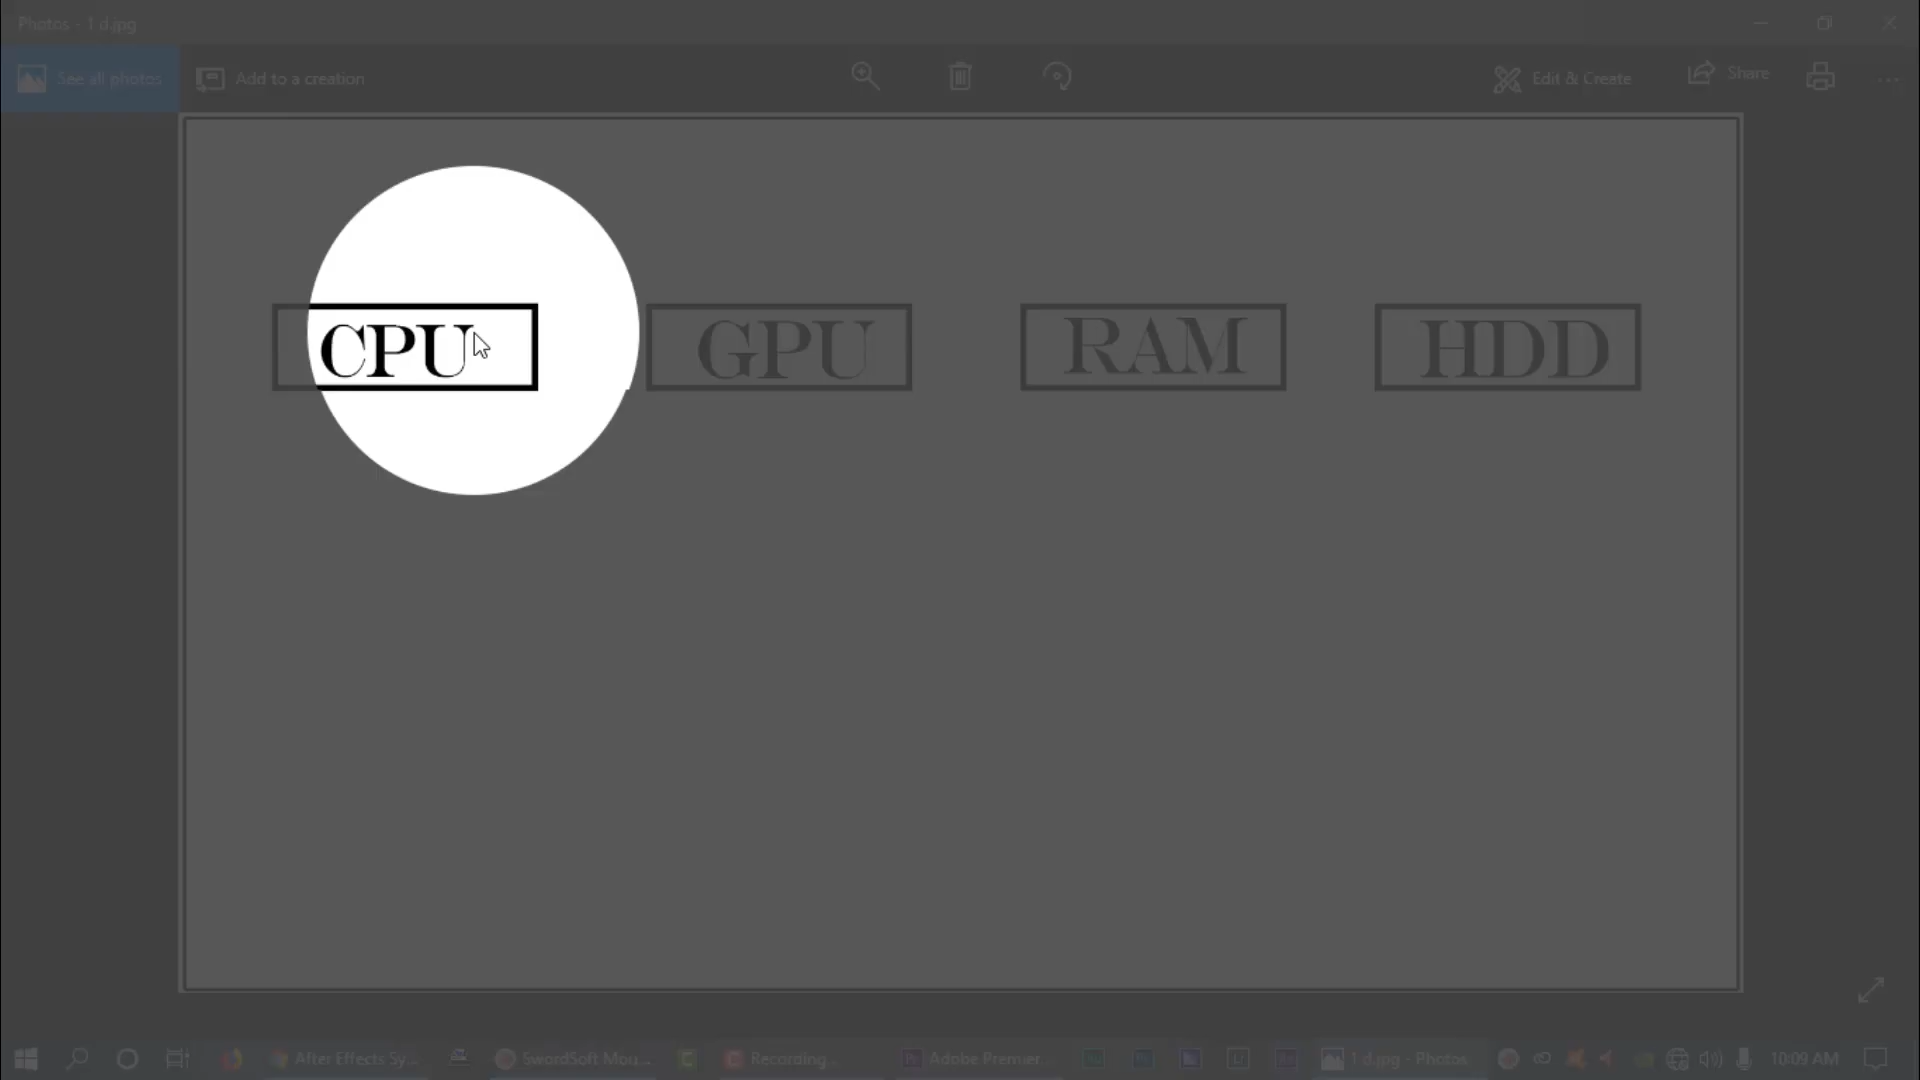 Photos - 1 d.jpg
See all photos
Add to a creation
Edit & Create
Share
CPU
GPU
RAM
HDD
After Effects Sy...
SwordSoft Mou...
Recording...
Adobe Premier...
1 d.jpg - Photos
10:09 AM